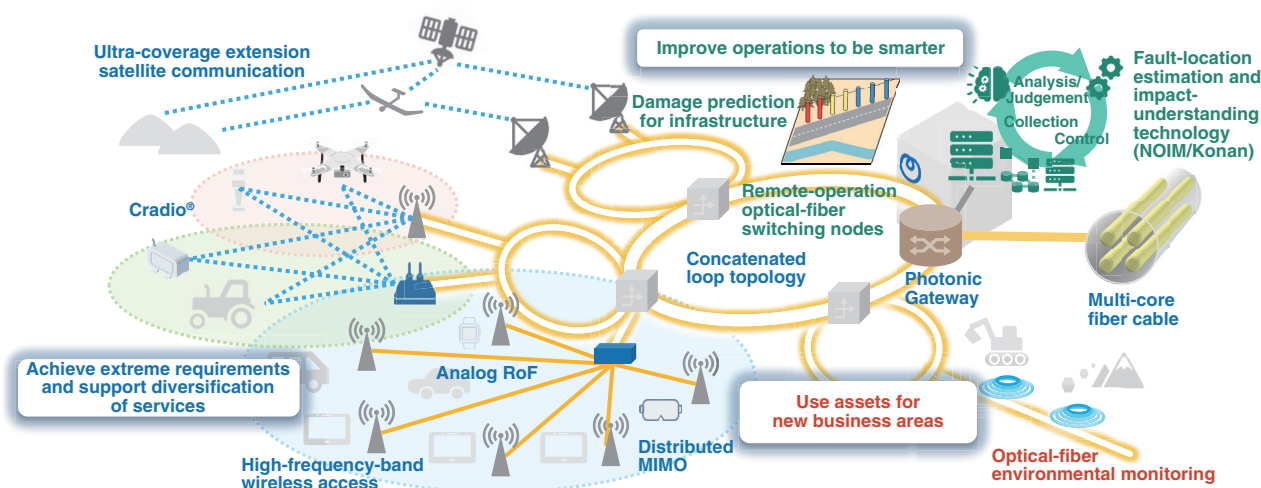 Ultra-coverage extension
satellite communication
Improve operations to be smarter
Damage prediction
for infrastructure
Analysis/
Judgement
Collection
Control
Fault-location
estimation and
impact-
understanding
technology
(NOIM/Konan)
Cradio®
Remote-operation
optical-fiber
switching nodes
Concatenated
loop topology
Photonic
Gateway
Multi-core
fiber cable
Achieve extreme requirements
and support diversification
of services
Analog RoF
Use assets for
new business areas
High-frequency-band
wireless access
Distributed
MIMO
Optical-fiber
environmental monitoring